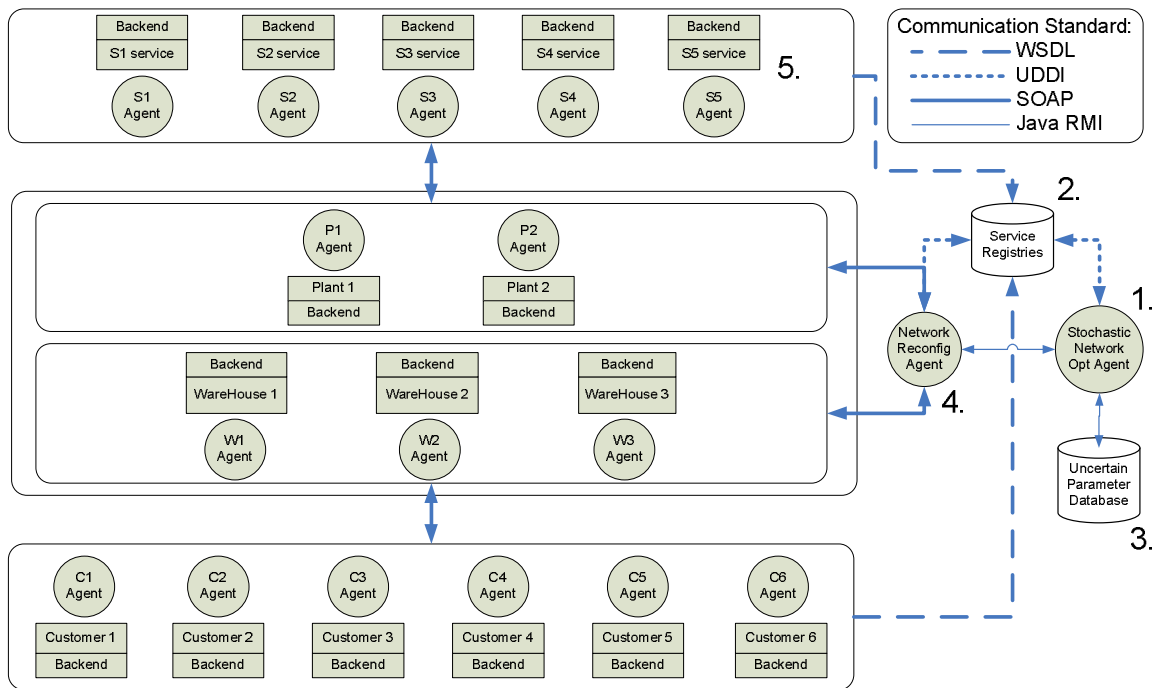 Backend
S1 service
Backend
S2 service
Backend
S3 service
Backend
S4 service
Backend
S5 service
5.
S1
Agent
S2
Agent
S3
Agent
S4
Agent
S5
Agent
Communication Standard:
WSDL
UDDI
SOAP
Java RMI
P1
Agent
P2
Agent
Plant 1
Backend
Plant 2
Backend
2.
Service
Registries
1.
Network
Reconfig
Agent
4.
Stochastic
Network
Opt Agent
Backend
WareHouse 1
Backend
WareHouse 2
Backend
WareHouse 3
W1
Agent
W2
Agent
W3
Agent
Uncertain
Parameter
Database
3.
C1
Agent
C2
Agent
C3
Agent
C4
Agent
C5
Agent
C6
Agent
Customer 1
Backend
Customer 2
Backend
Customer 3
Backend
Customer 4
Backend
Customer 5
Backend
Customer 6
Backend